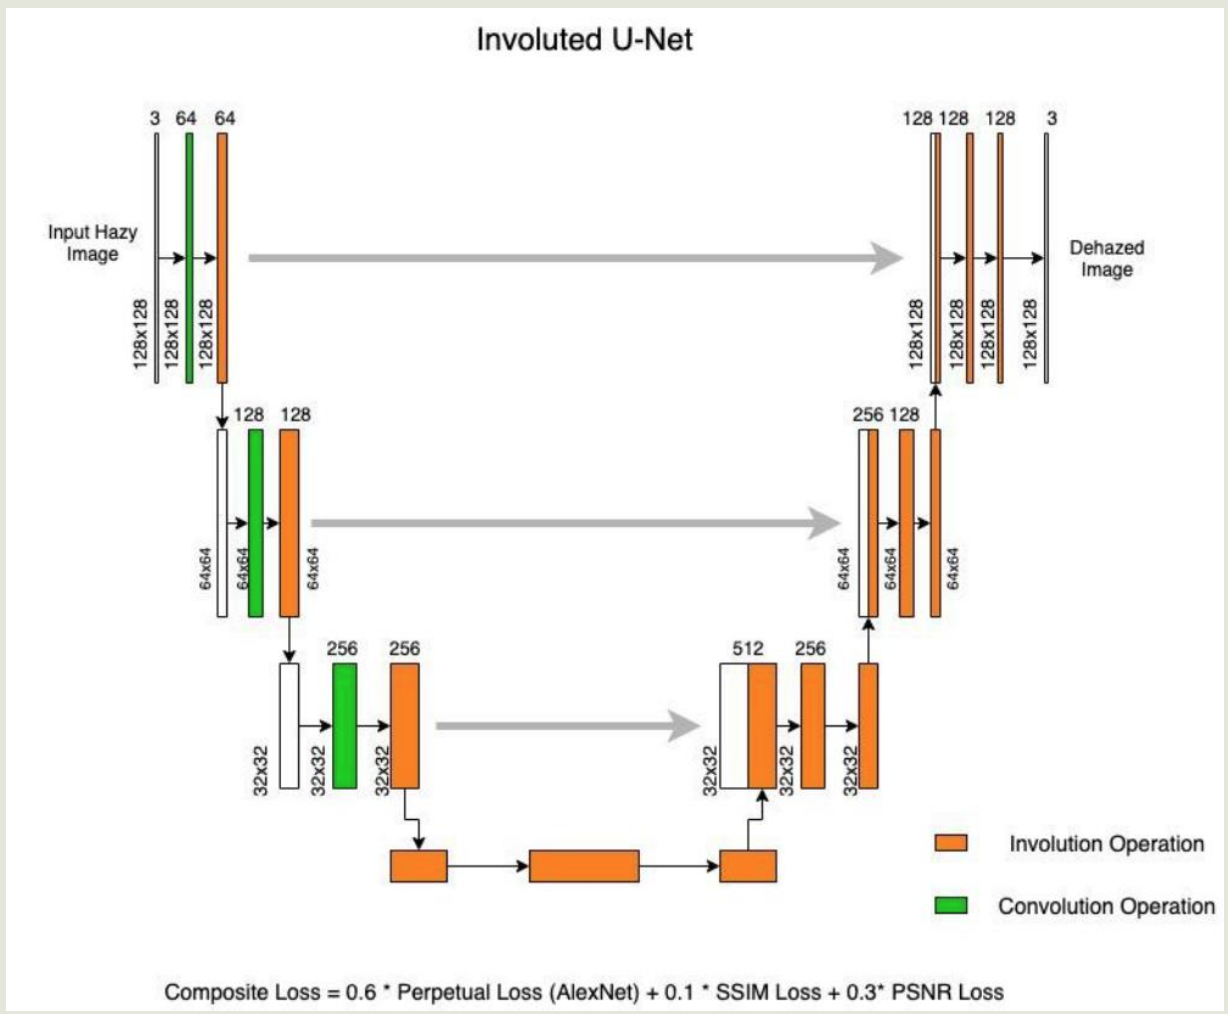 Involuted U-Net
3 64 64
128 128 128 3
Input Hazy
Image
Dehazed
Image
128x128 128x128 128x128
128x128 128x128 128x128 128x128
128 128
256 128
64x64 64x64 64x64
64x64 64x64 64x64
256 256
512 256
32x32 32x32 32x32
32x32 32x32 32x32
Involution Operation
Convolution Operation
Composite Loss = 0.6 * Perpetual Loss (AlexNet) + 0.1 * SSIM Loss + 0.3* PSNR Loss